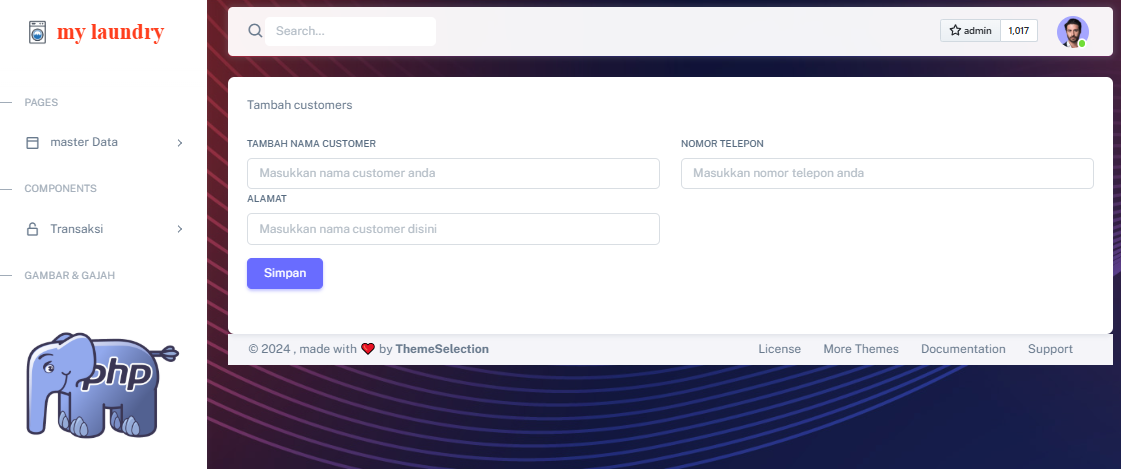 my laundry
Search...
admin 1,017
PAGES
master Data
COMPONENTS
Transaksi
GAMBAR & GAJAH
php
Tambah customers
TAMBAH NAMA CUSTOMER
Masukkan nama customer anda
NOMOR TELEPON
Masukkan nomor telepon anda
ALAMAT
Masukkan nama customer disini
Simpan
© 2024 , made with ❤️ by ThemeSelection
License More Themes Documentation Support